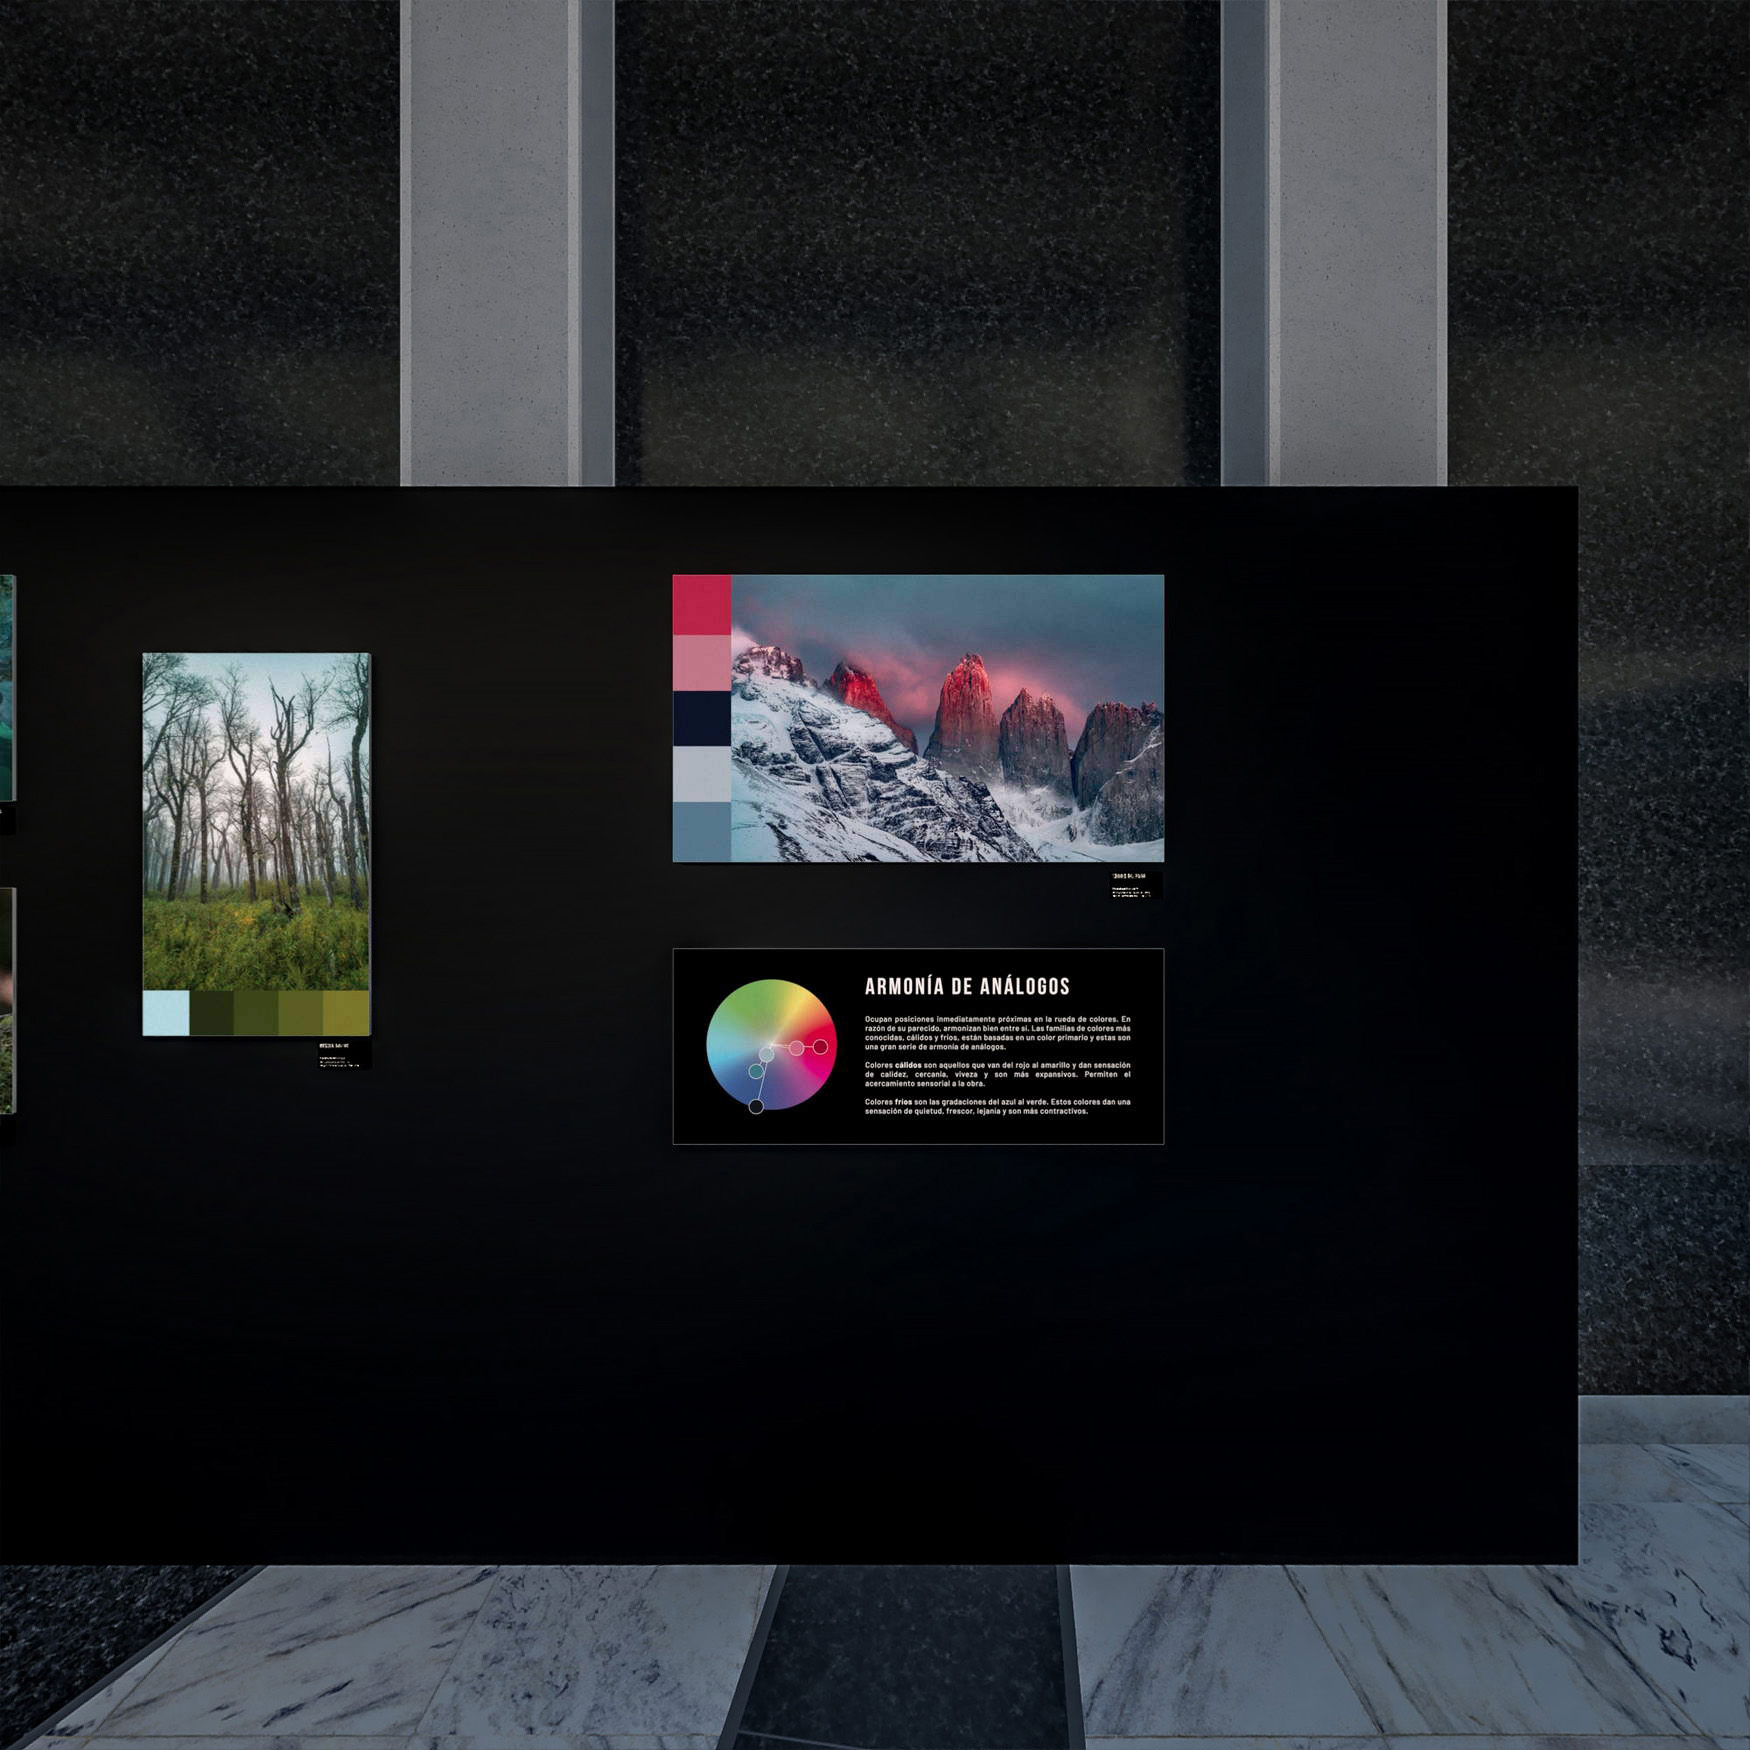 ARMONÍA DE ANÁLOGOS
Ocupan posiciones inmediatamente próximas en la rueda de colores. En
razón de su parecido, armonizan bien entre sí. Las familias de colores más
conocidas, cálidos y fríos, están basadas en un color primario y estas son
una gran serie de armonía de análogos.
Colores cálidos son aquellos que van del rojo al amarillo y dan sensación
de calidez, cercanía, viveza y son más expansivos. Permiten el
acercamiento sensorial a la obra.
Colores fríos son las gradaciones del azul al verde. Estos colores dan una
sensación de quietud, frescor, lejanía y son más contractivos.